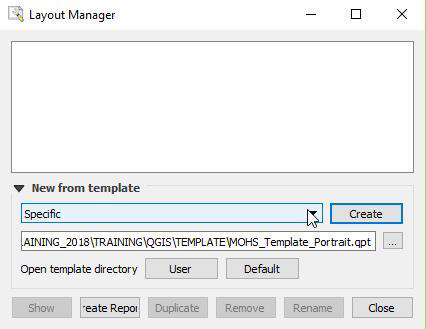 Layout Manager
New from template
Specific
Create
AINING_2018\TRAINING\QGIS\TEMPLATE\MOHS_Template_Portrait.qpt ...
Open template directory User Default
Show reate Repor Duplicate Remove Rename Close